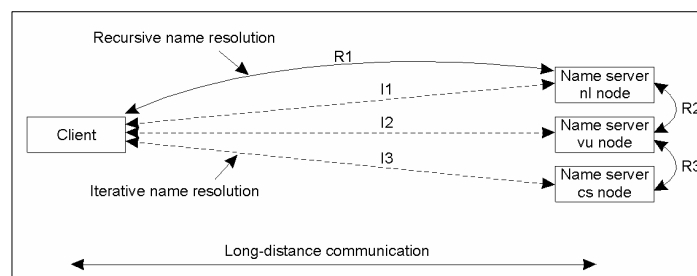 Recursive name resolution
R1
Name server
nl node
I1
R2
Client
I2
Name server
vu node
I3
R3
Name server
cs node
Iterative name resolution
Long-distance communication